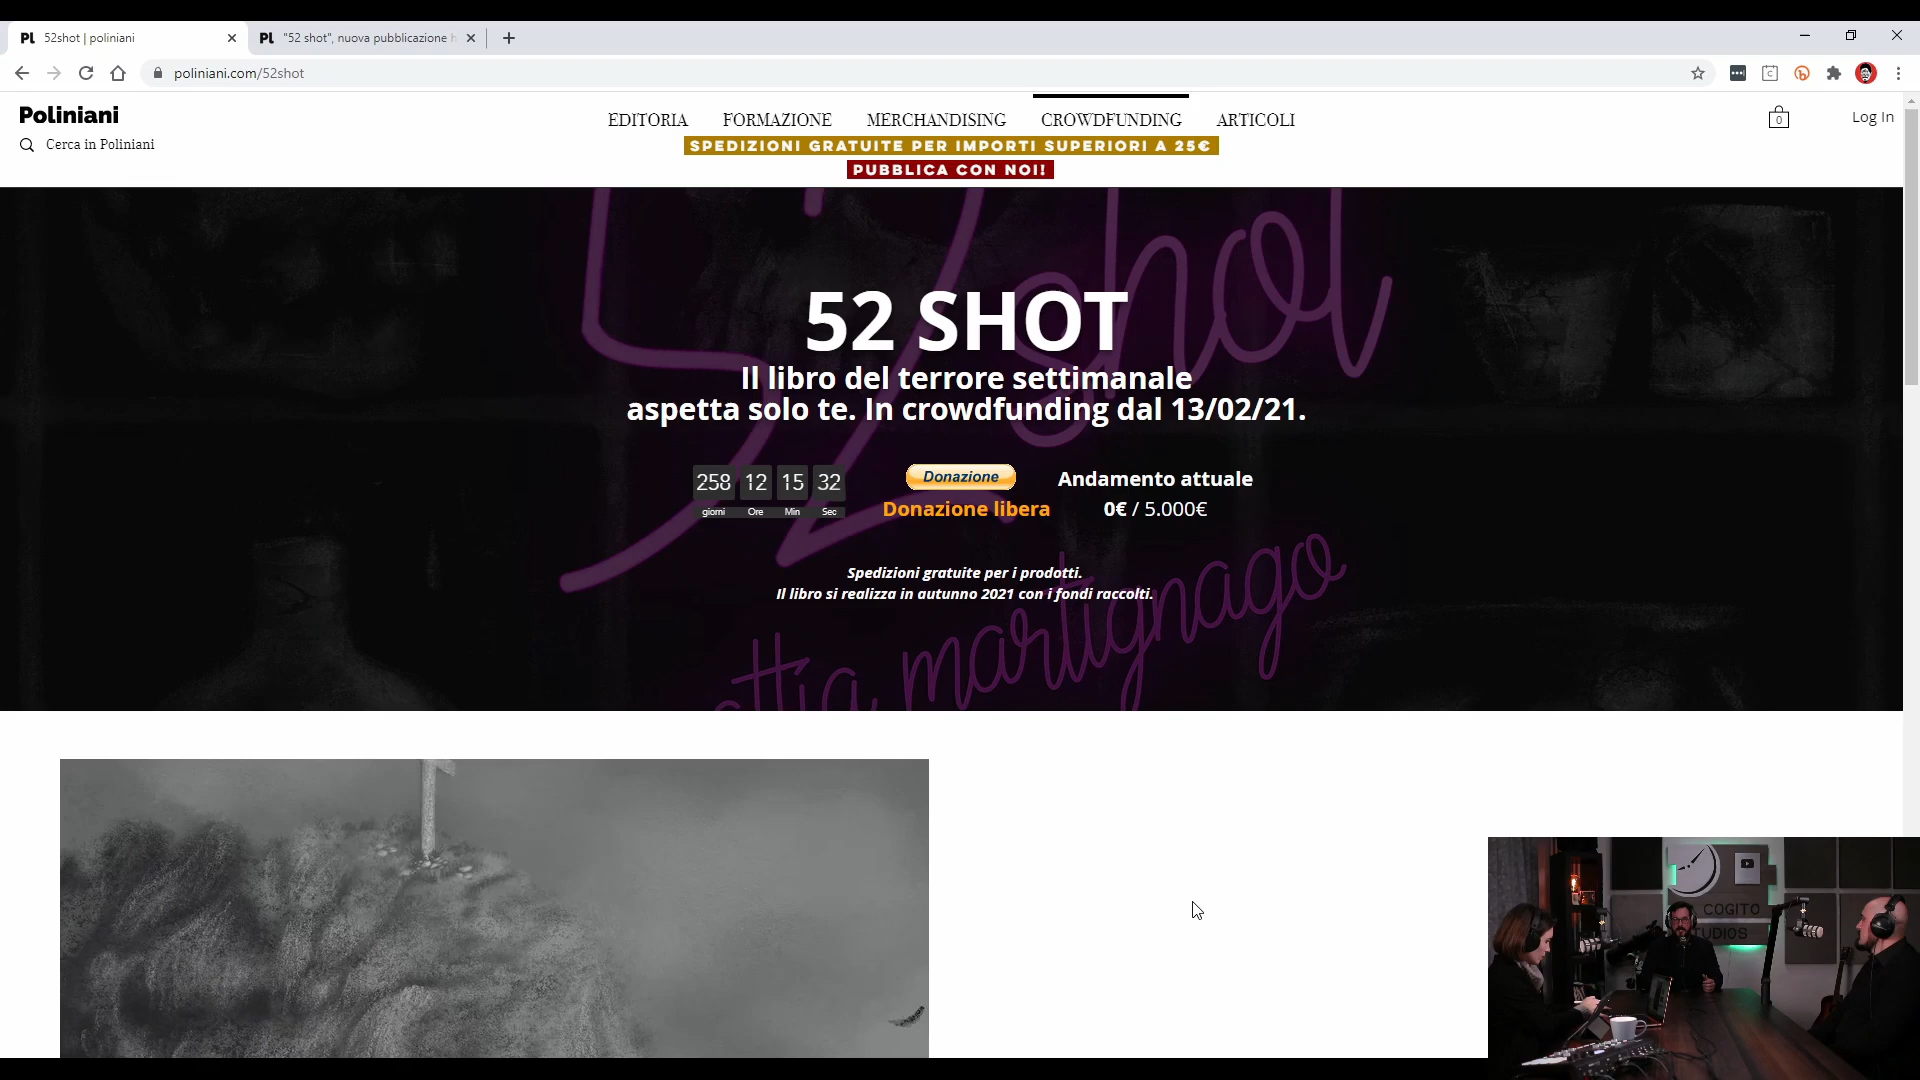 52shot | poliniani
"52 shot", nuova pubblicazione h
poliniani.com/52shot
Poliniani
Cerca in Poliniani
EDITORIA
FORMAZIONE
MERCHANDISING
CROWDFUNDING
ARTICOLI
0
Log In
SPEDIZIONI GRATUITE PER IMPORTI SUPERIORI A 25€
PUBBLICA CON NOI!
52 shot
52 SHOT
Il libro del terrore settimanale
aspetta solo te. In crowdfunding dal 13/02/21.
258 12 15 32
giorni Ore Min Sec
Donazione
Donazione libera
Andamento attuale
0€ / 5.000€
Spedizioni gratuite per i prodotti.
Il libro si realizza in autunno 2021 con i fondi raccolti.
martignago
COGITO